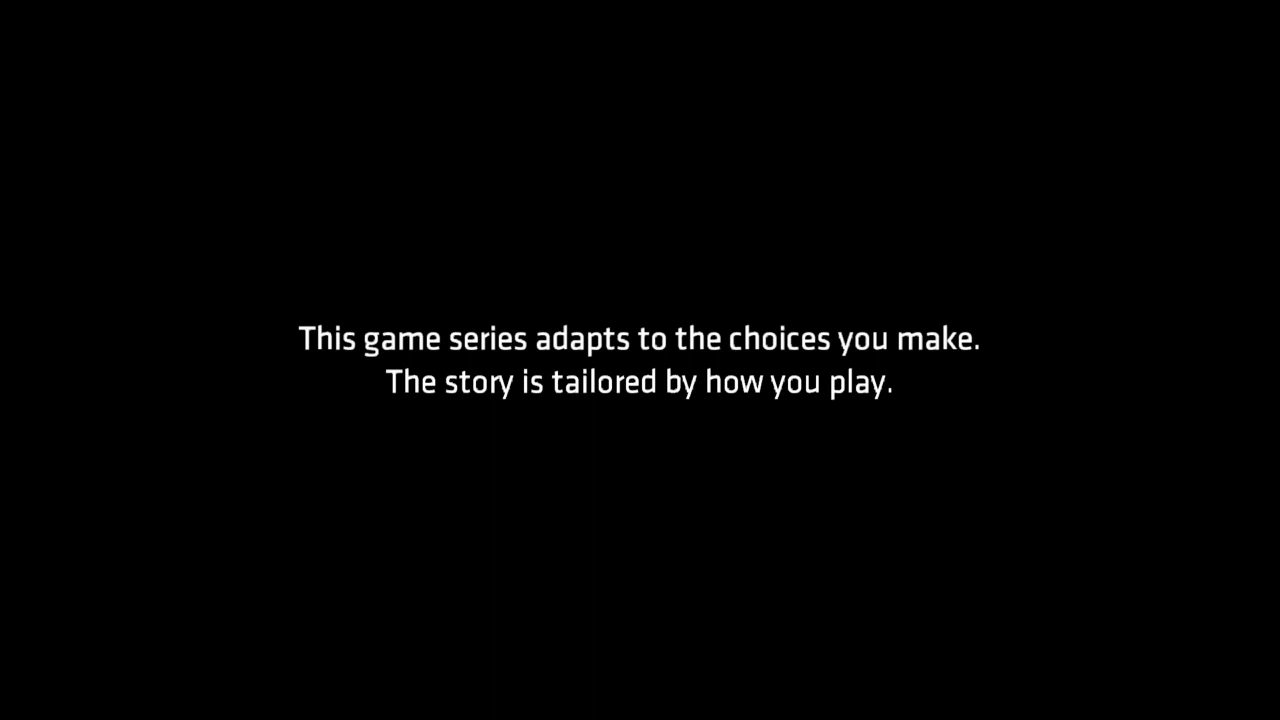 This game series adapts to the choices you make.
The story is tailored by how you play.